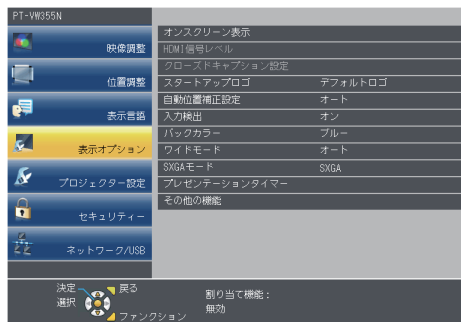 PT-VW355N
映像調整
位置調整
表示言語
表示オプション
プロジェクター設定
セキュリティー
ネットワーク/USB
オンスクリーン表示
HDMI信号レベル
クローズドキャプション設定
スタートアップロゴ デフォルトロゴ
自動位置補正設定 オート
入力検出 オン
バックカラー ブルー
ワイドモード オート
SXGAモード SXGA
プレゼンテーションタイマー
その他の機能
決定 戻る
選択
ファンクション
割り当て機能：
無効